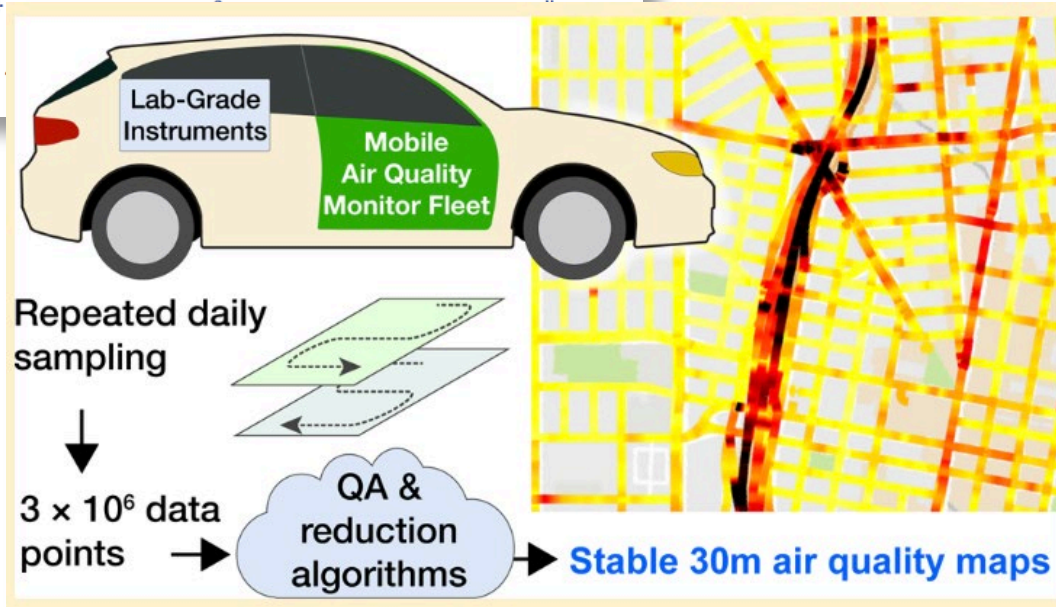 Lab-Grade
Instruments
Mobile
Air Quality
Monitor Fleet
Repeated daily
sampling
3 × 10⁶ data
points
QA &
reduction
algorithms
Stable 30m air quality maps